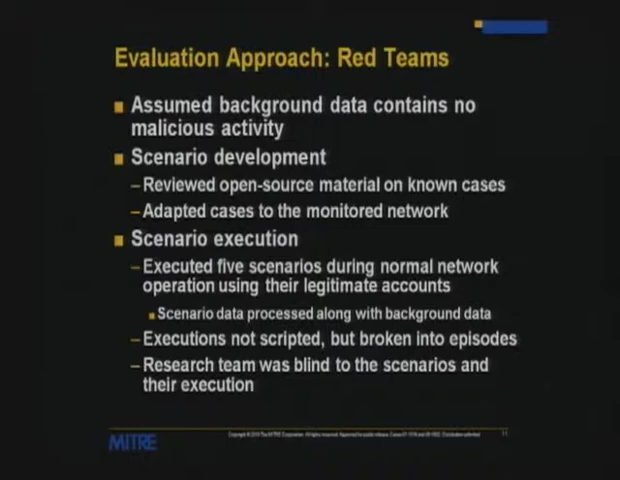 Evaluation Approach: Red Teams
■ Assumed background data contains no
malicious activity
■ Scenario development
– Reviewed open-source material on known cases
– Adapted cases to the monitored network
■ Scenario execution
– Executed five scenarios during normal network
operation using their legitimate accounts
■ Scenario data processed along with background data
– Executions not scripted, but broken into episodes
– Research team was blind to the scenarios and
their execution
MITRE
11